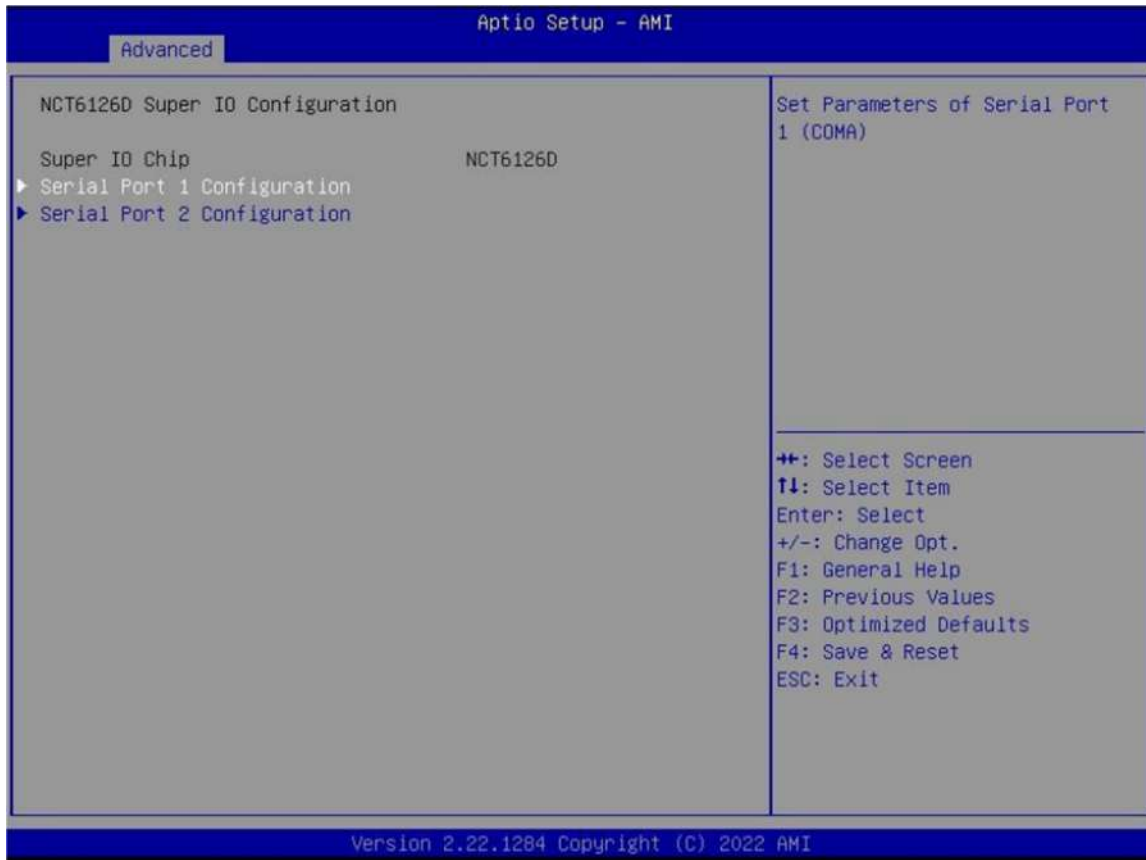 Aptio Setup - AMI
Advanced
NCT6126D Super IO Configuration
Super IO Chip NCT6126D
Serial Port 1 Configuration
Serial Port 2 Configuration
Set Parameters of Serial Port
1 (COMA)
→←: Select Screen
↑↓: Select Item
Enter: Select
+/-: Change Opt.
F1: General Help
F2: Previous Values
F3: Optimized Defaults
F4: Save & Reset
ESC: Exit
Version 2.22.1284 Copyright (C) 2022 AMI